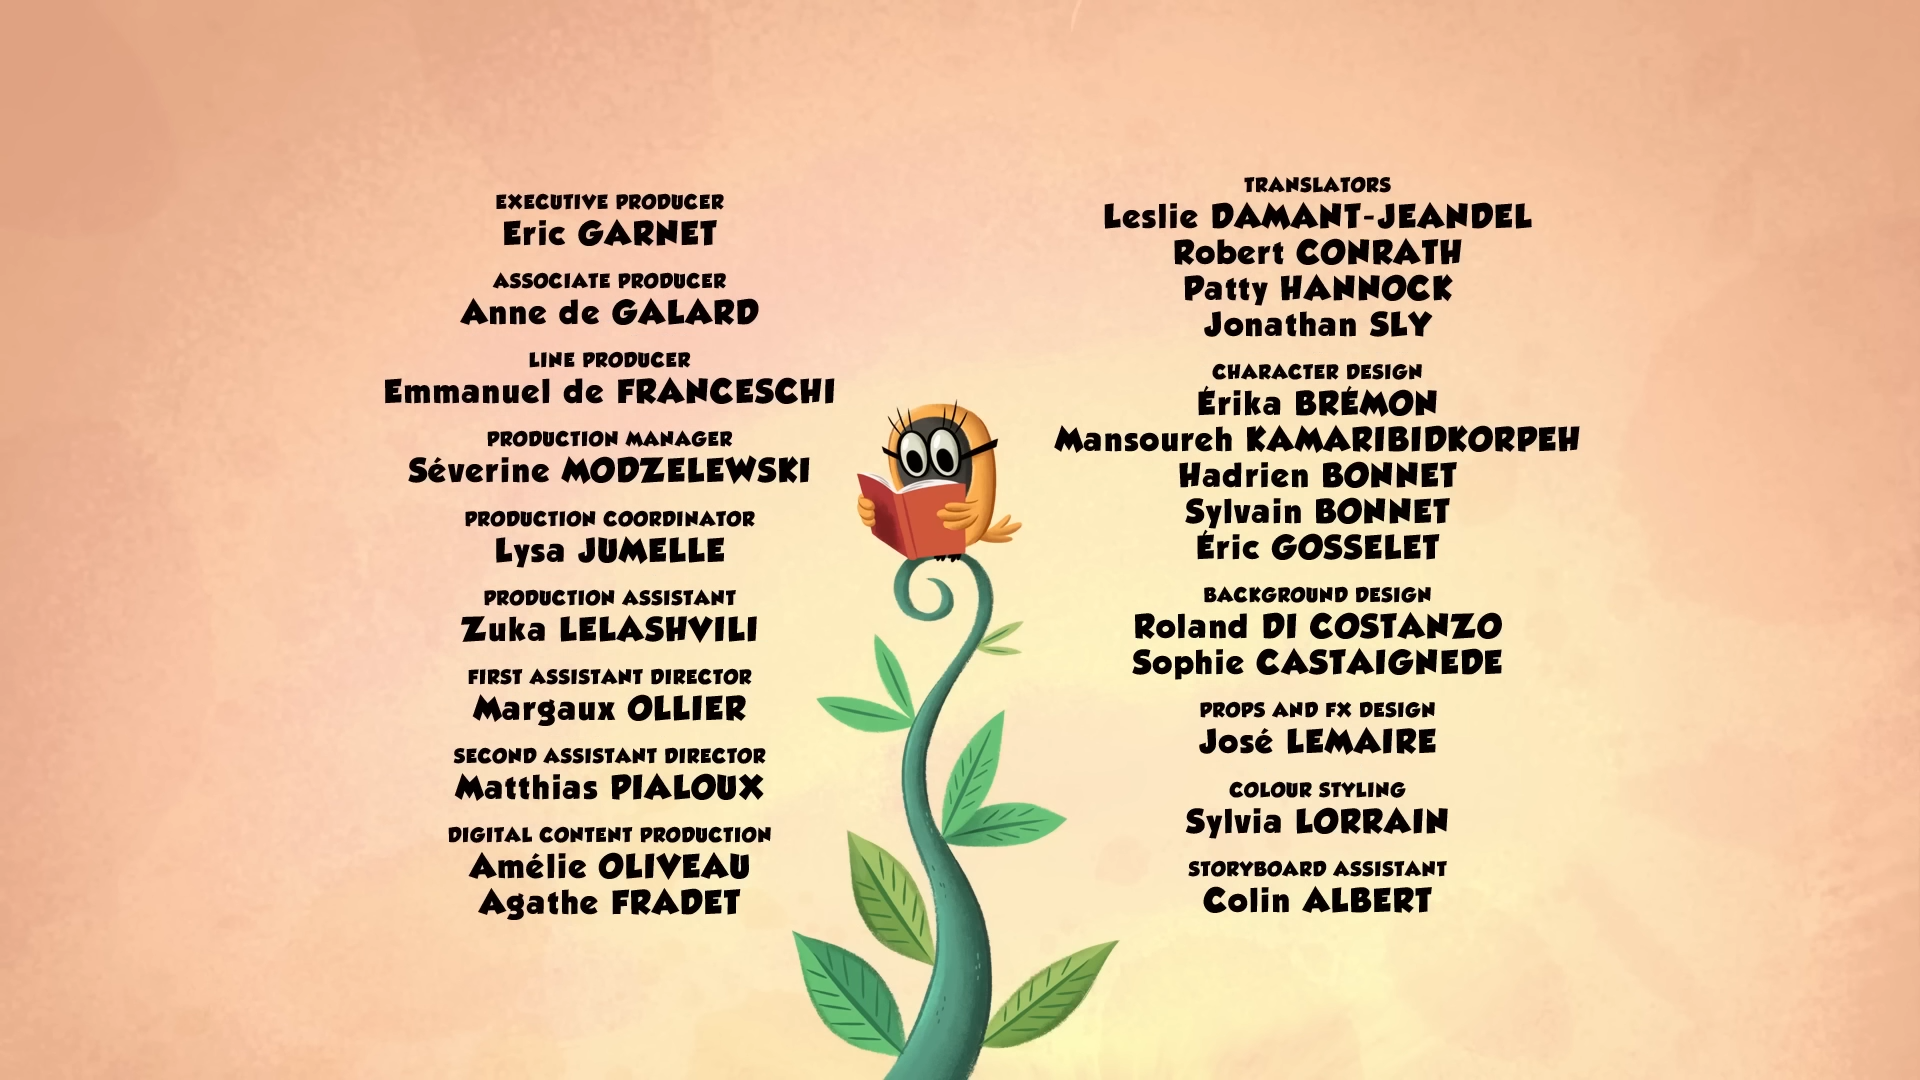 EXECUTIVE PRODUCER
Eric GARNET
ASSOCIATE PRODUCER
Anne de GALARD
LINE PRODUCER
Emmanuel de FRANCESCHI
PRODUCTION MANAGER
Séverine MODZELEWSKI
PRODUCTION COORDINATOR
Lysa JUMELLE
PRODUCTION ASSISTANT
Zuka LELASHVILI
FIRST ASSISTANT DIRECTOR
Margaux OLLIER
SECOND ASSISTANT DIRECTOR
Matthias PIALOUX
DIGITAL CONTENT PRODUCTION
Amélie OLIVEAU
Agathe FRADET
TRANSLATORS
Leslie DAMANT-JEANDEL
Robert CONRATH
Patty HANNOCK
Jonathan SLY
CHARACTER DESIGN
Érika BRÉMON
Mansoureh KAMARIBIDKORPEH
Hadrien BONNET
Sylvain BONNET
Éric GOSSELET
BACKGROUND DESIGN
Roland DI COSTANZO
Sophie CASTAIGNEDE
PROPS AND FX DESIGN
José LEMAIRE
COLOUR STYLING
Sylvia LORRAIN
STORYBOARD ASSISTANT
Colin ALBERT